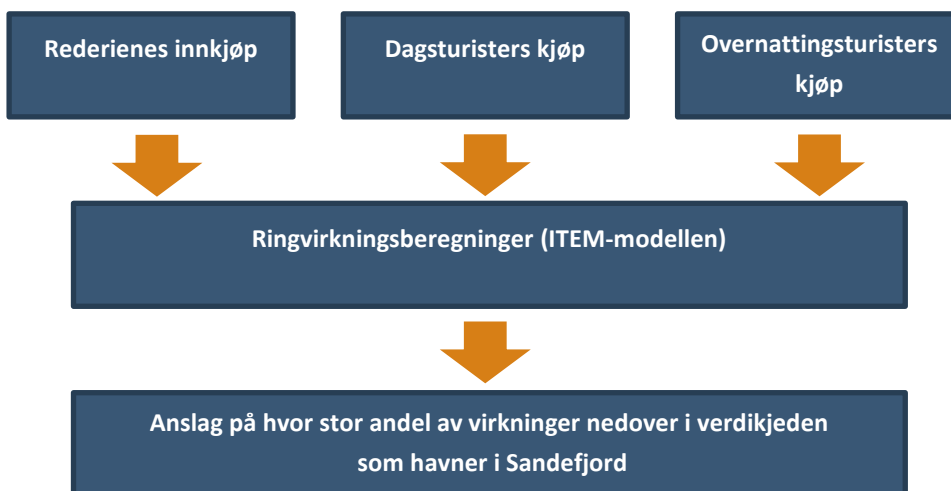 Rederienes innkjøp
Dagsturisters kjøp
Overnattingsturisters
kjøp
Ringvirkningsberegninger (ITEM-modellen)
Anslag på hvor stor andel av virkninger nedover i verdikjeden
som havner i Sandefjord